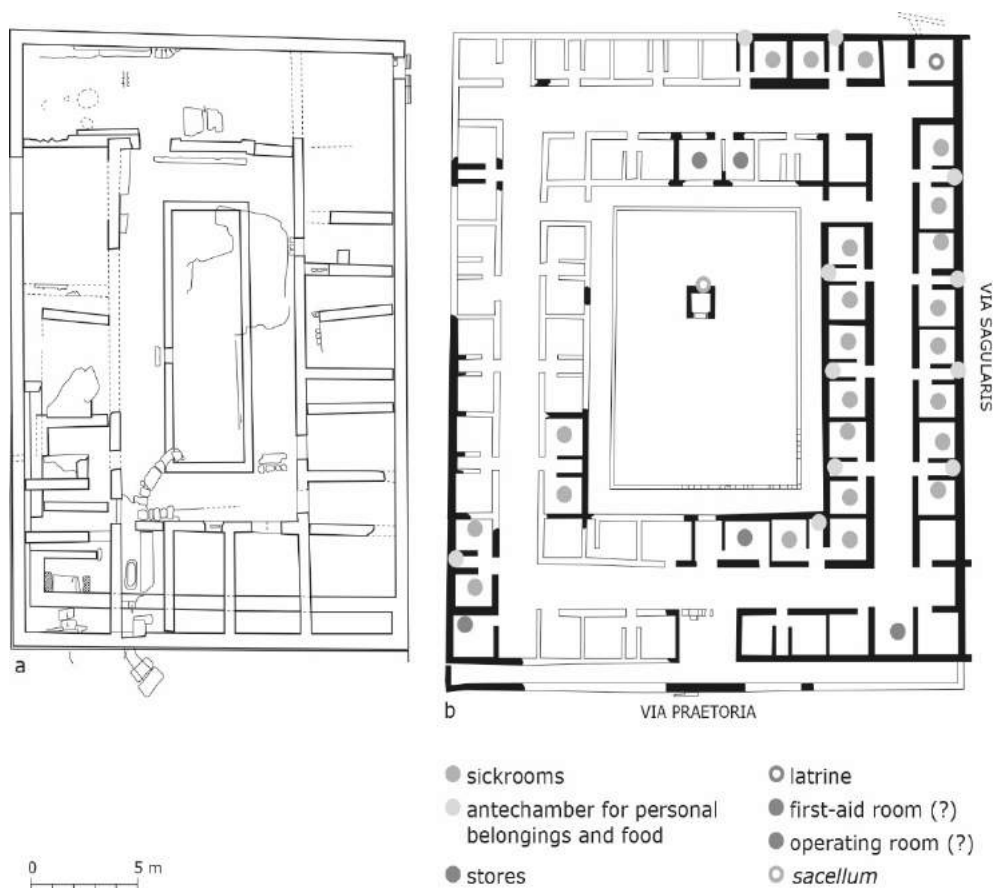 VIA SAGULARIS
a
b
VIA PRAETORIA
sickrooms
antechamber for personal
belongings and food
stores
latrine
first-aid room (?)
operating room (?)
sacellum
0 5 m